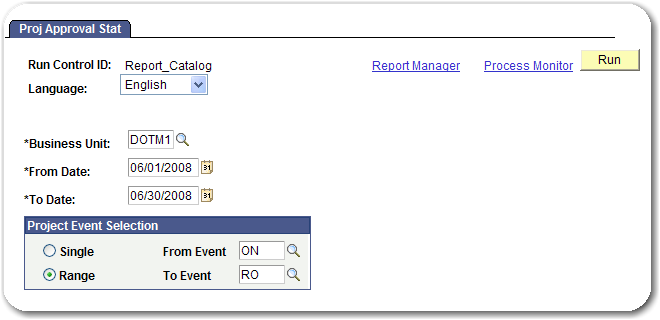 Proj Approval Stat
Run Control ID: Report_Catalog Report Manager Process Monitor Run
Language: English
*Business Unit: DOTM1
*From Date: 06/01/2008 31
*To Date: 06/30/2008 31
Project Event Selection
Single From Event ON
Range To Event RO